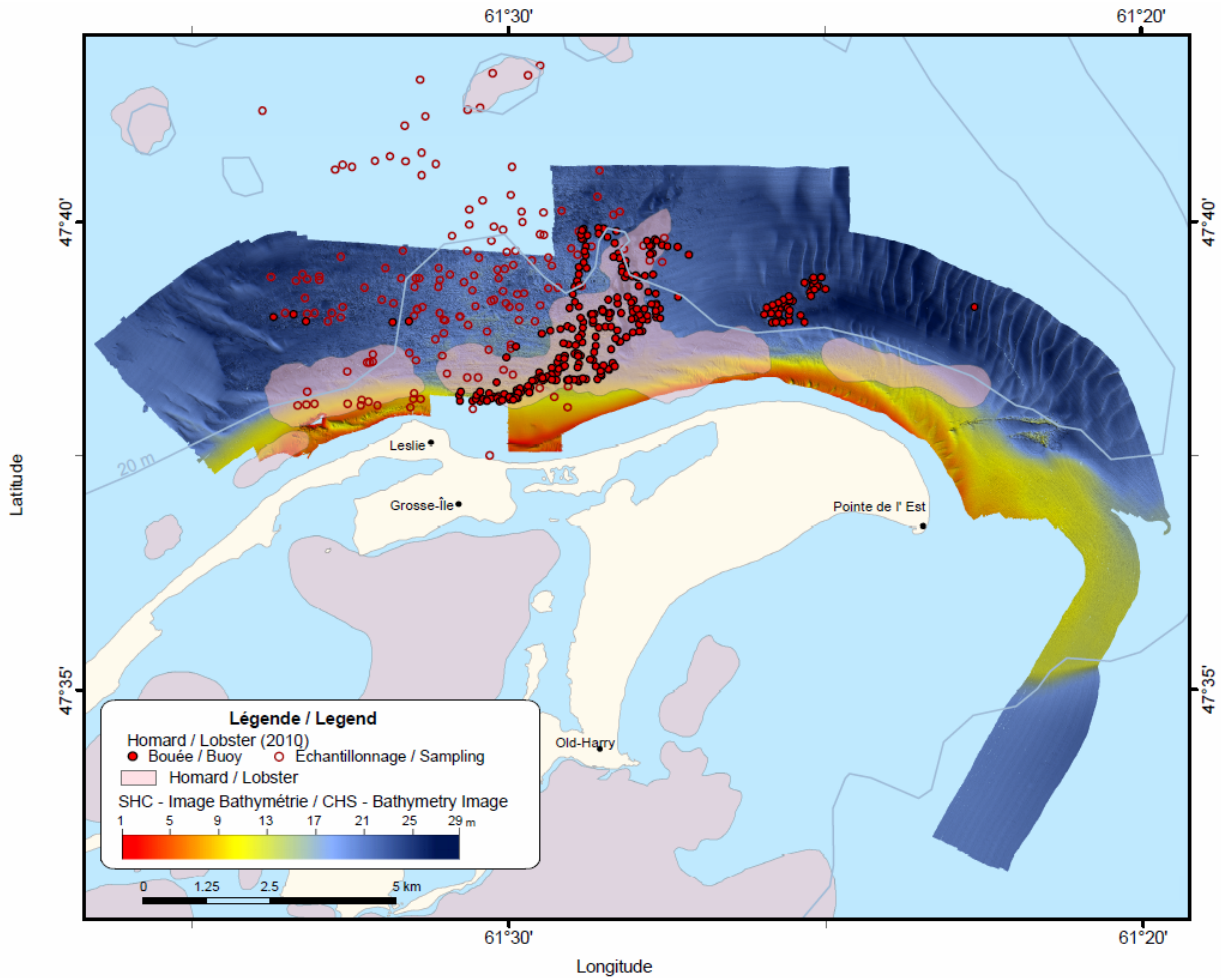 61°30' 61°20'
47°40' 47°40'
Leslie
20 m
Grosse-Île
Pointe de l' Est
Latitude
47°35' 47°35'
Légende / Legend
Homard / Lobster (2010)
Bouée / Buoy Échantillonnage / Sampling
Homard / Lobster
SHC - Image Bathymétrie / CHS - Bathymetry Image
1 5 9 13 17 21 25 29 m
Old-Harry
0 1.25 2.5 5 km
61°30' 61°20'
Longitude